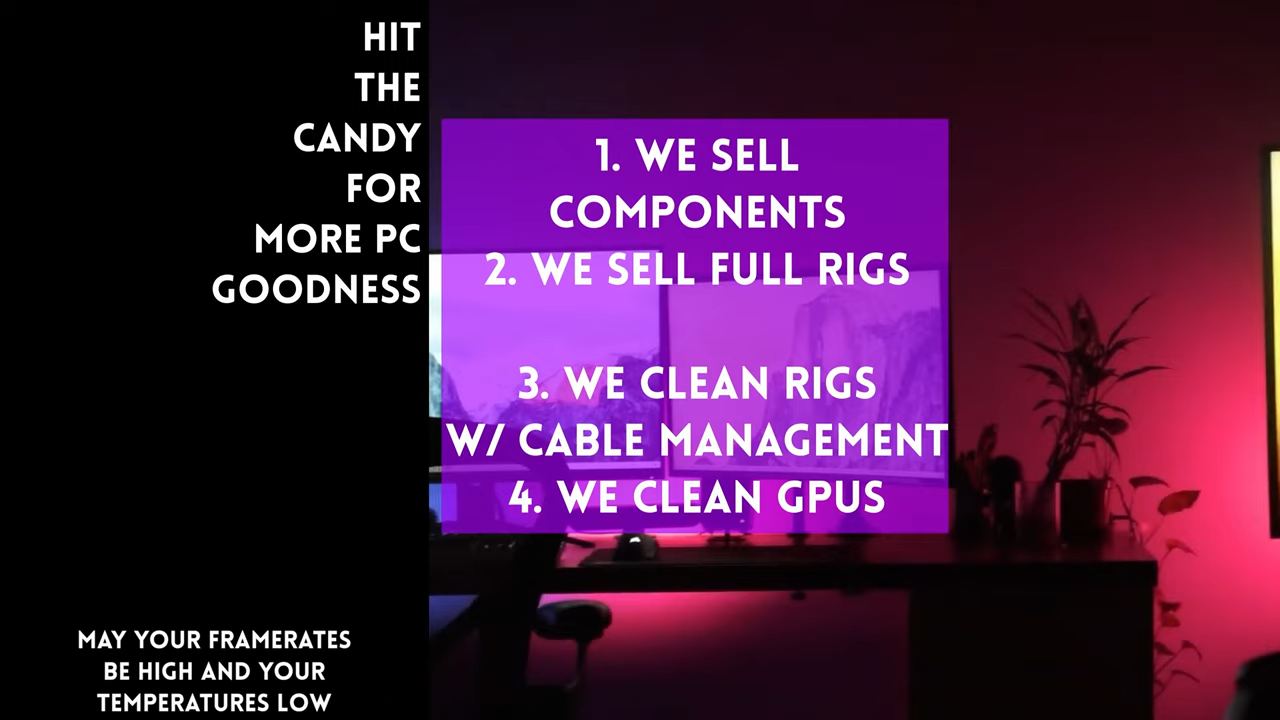 HIT
THE
CANDY
FOR
MORE PC
GOODNESS
1. WE SELL
COMPONENTS
2. WE SELL FULL RIGS
3. WE CLEAN RIGS
W/ CABLE MANAGEMENT
4. WE CLEAN GPUS
MAY YOUR FRAMERATES
BE HIGH AND YOUR
TEMPERATURES LOW